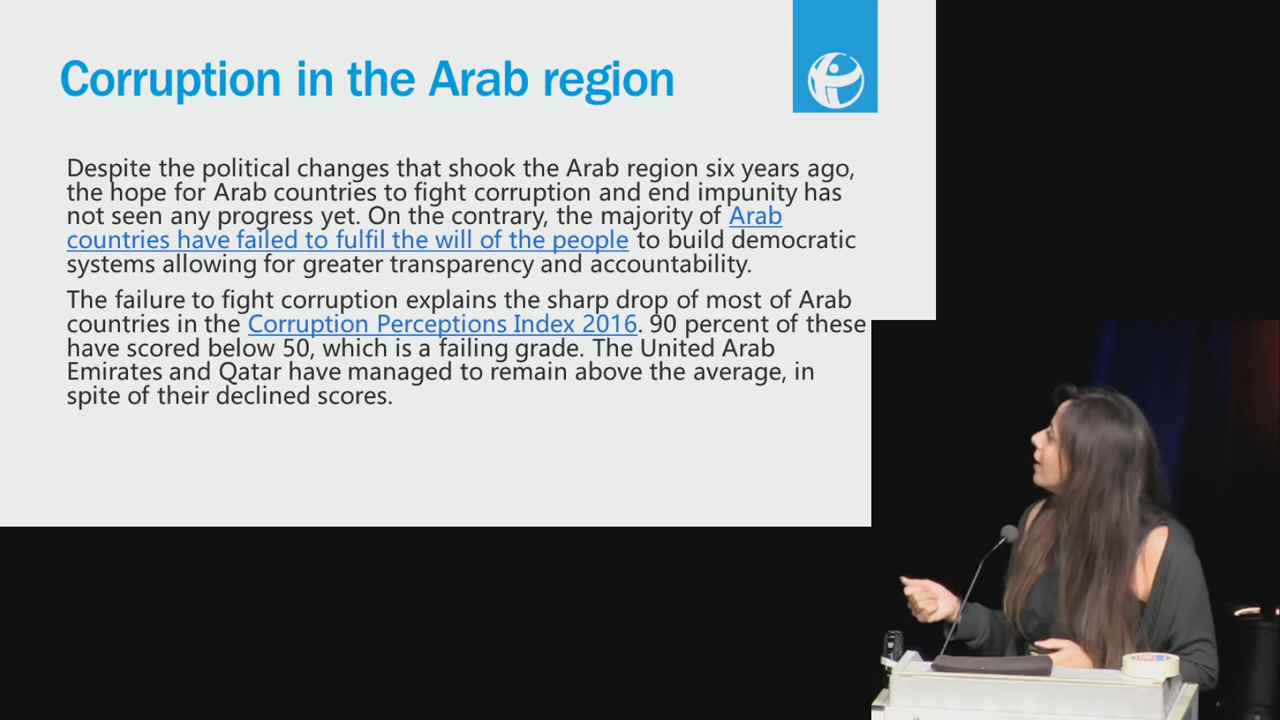 Corruption in the Arab region
Despite the political changes that shook the Arab region six years ago,
the hope for Arab countries to fight corruption and end impunity has
not seen any progress yet. On the contrary, the majority of Arab
countries have failed to fulfil the will of the people to build democratic
systems allowing for greater transparency and accountability.
The failure to fight corruption explains the sharp drop of most of Arab
countries in the Corruption Perceptions Index 2016. 90 percent of these
have scored below 50, which is a failing grade. The United Arab
Emirates and Qatar have managed to remain above the average, in
spite of their declined scores.